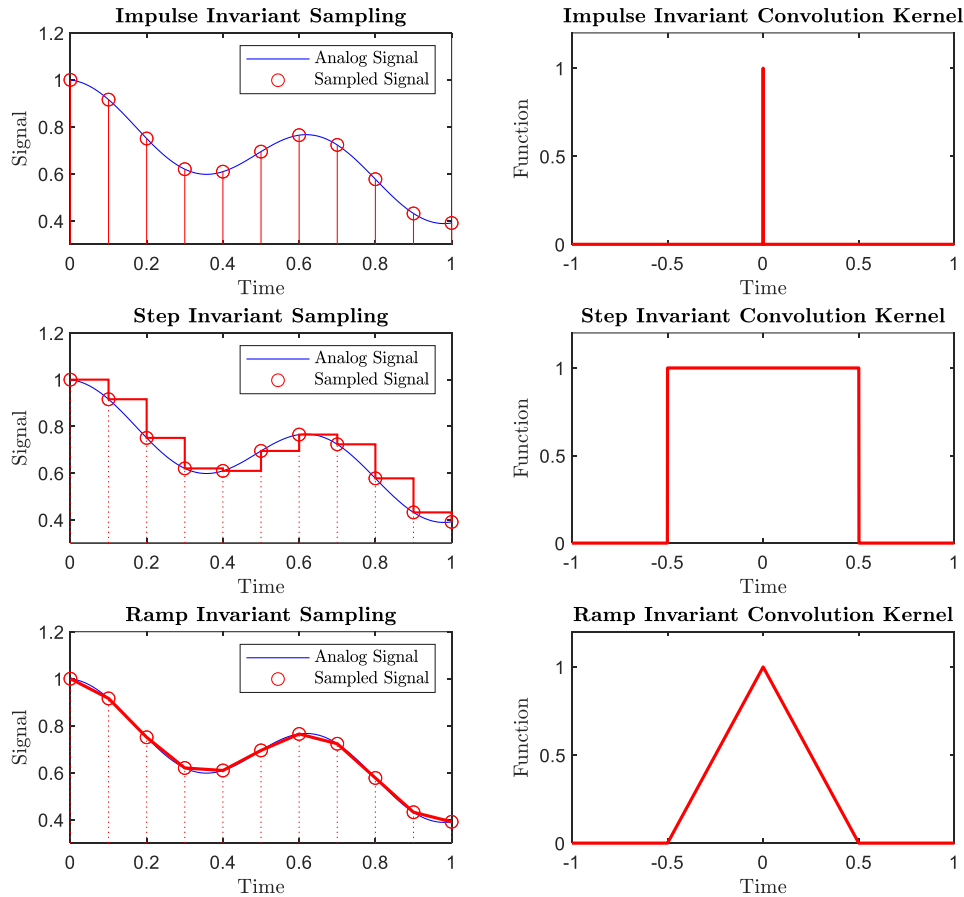 Impulse Invariant Sampling
1.2
1
0.8
0.6
0.4
Signal
Analog Signal
Sampled Signal
0 0.2 0.4 0.6 0.8 1
Time
Impulse Invariant Convolution Kernel
1
0.5
0
Function
-1 -0.5 0 0.5 1
Time
Step Invariant Sampling
1.2
1
0.8
0.6
0.4
Signal
Analog Signal
Sampled Signal
0 0.2 0.4 0.6 0.8 1
Time
Step Invariant Convolution Kernel
1
0.5
0
Function
-1 -0.5 0 0.5 1
Time
Ramp Invariant Sampling
1.2
1
0.8
0.6
0.4
Signal
Analog Signal
Sampled Signal
0 0.2 0.4 0.6 0.8 1
Time
Ramp Invariant Convolution Kernel
1
0.5
0
Function
-1 -0.5 0 0.5 1
Time